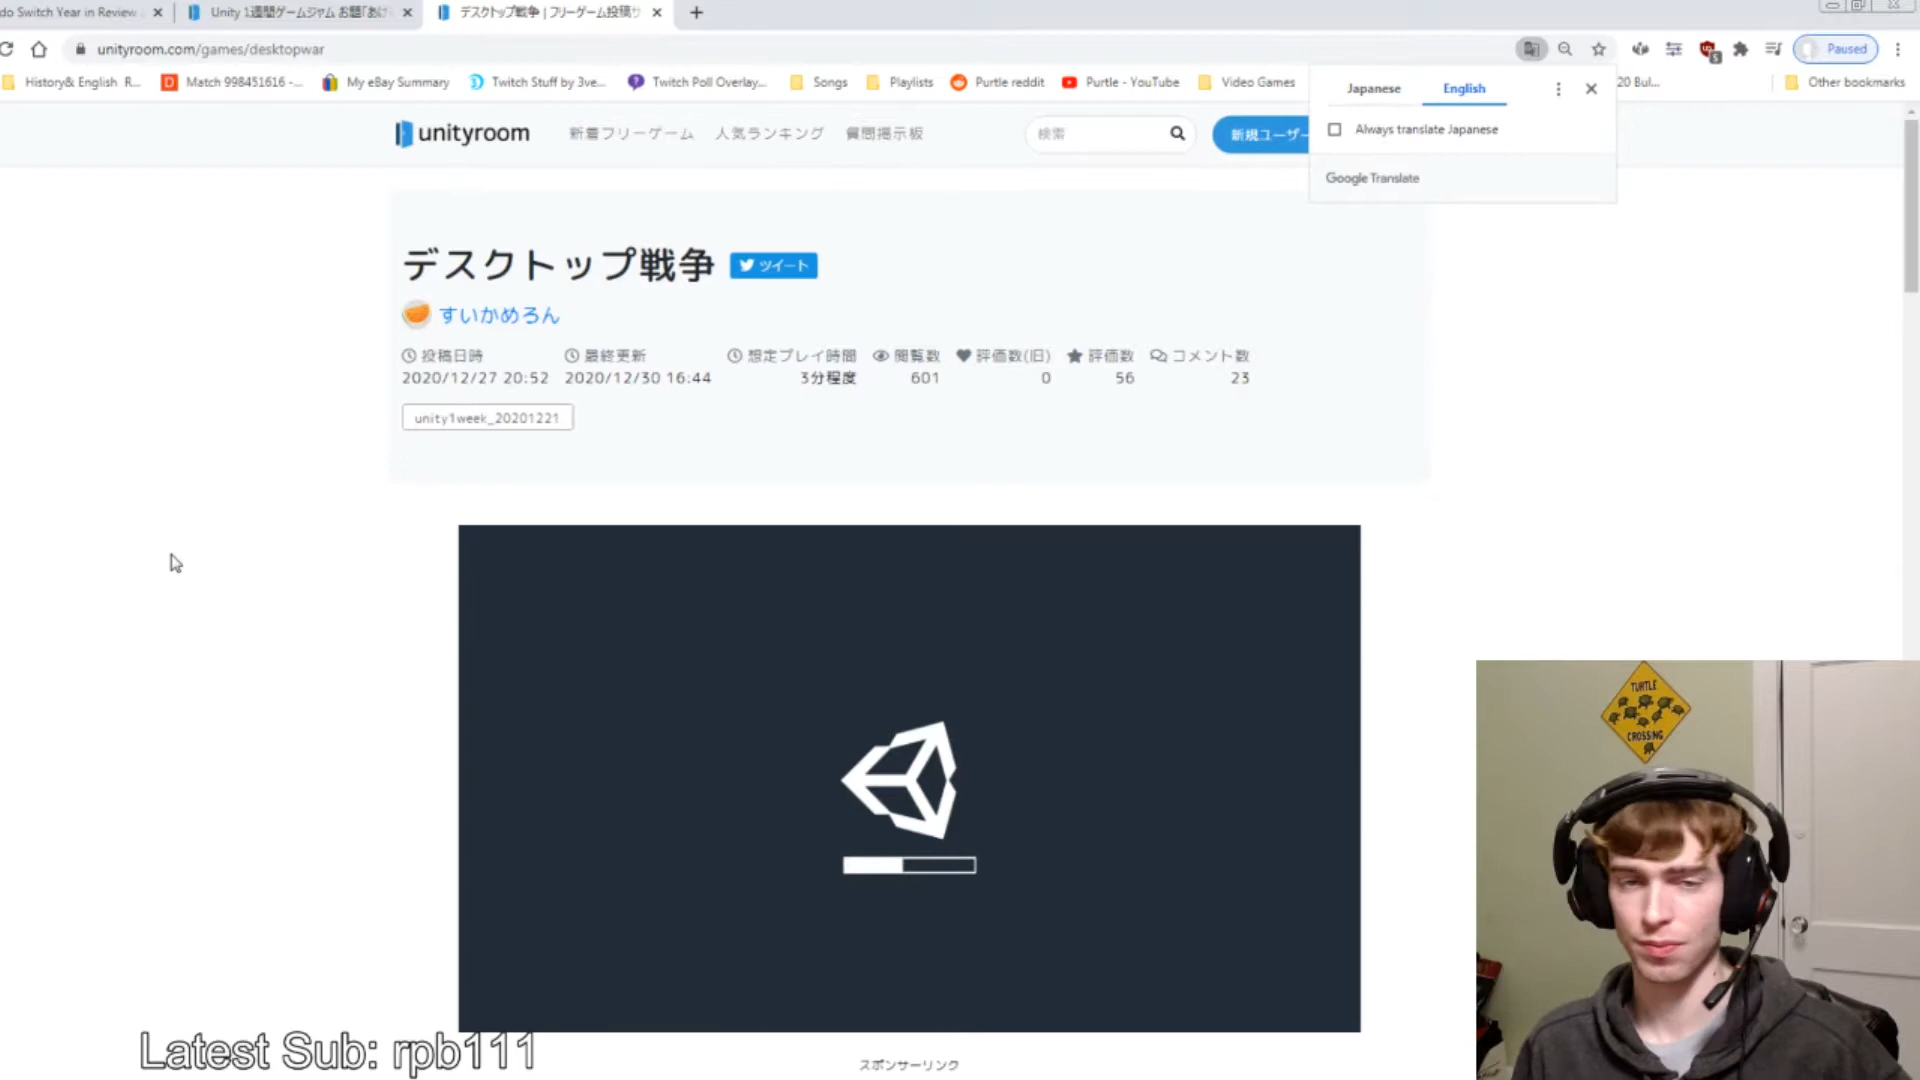 do Switch Year in Review
Unity 1週間ゲームジャム お題「あけ
デスクトップ戦争 | フリーゲーム投稿サ
unityroom.com/games/desktopwar
Paused
History& English R...
Match 998451616 -...
My eBay Summary
Twitch Stuff by 3ve...
Twitch Poll Overlay...
Songs
Playlists
Purtle reddit
Purtle - YouTube
Video Games
20 Bul...
Other bookmarks
Japanese
English
Always translate Japanese
Google Translate
unityroom
新着フリーゲーム
人気ランキング
質問掲示板
検索
新規ユーザー
デスクトップ戦争
ツイート
すいかめろん
投稿日時
2020/12/27 20:52
最終更新
2020/12/30 16:44
想定プレイ時間
3分程度
閲覧数
601
評価数(旧)
0
評価数
56
コメント数
23
unity1week_20201221
TURTLE
CROSSING
Latest Sub: rpb111
スポンサーリンク